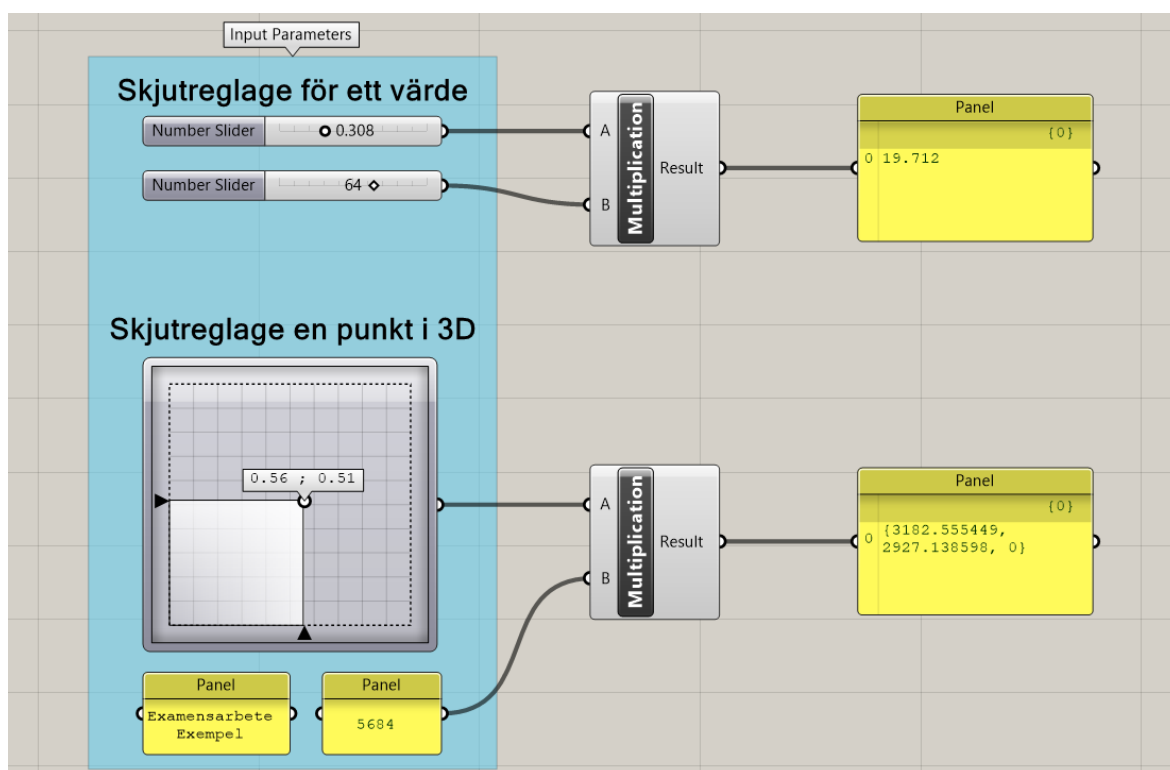 Input Parameters
Skjutreglage för ett värde
Number Slider 0.308
Number Slider 64
A
B
Multiplication
Result
Panel
{0}
0 19.712
Skjutreglage en punkt i 3D
0.56 ; 0.51
A
B
Multiplication
Result
Panel
{0}
0 {3182.555449,
2927.138598, 0}
Panel
Examensarbete
Exempel
Panel
5684